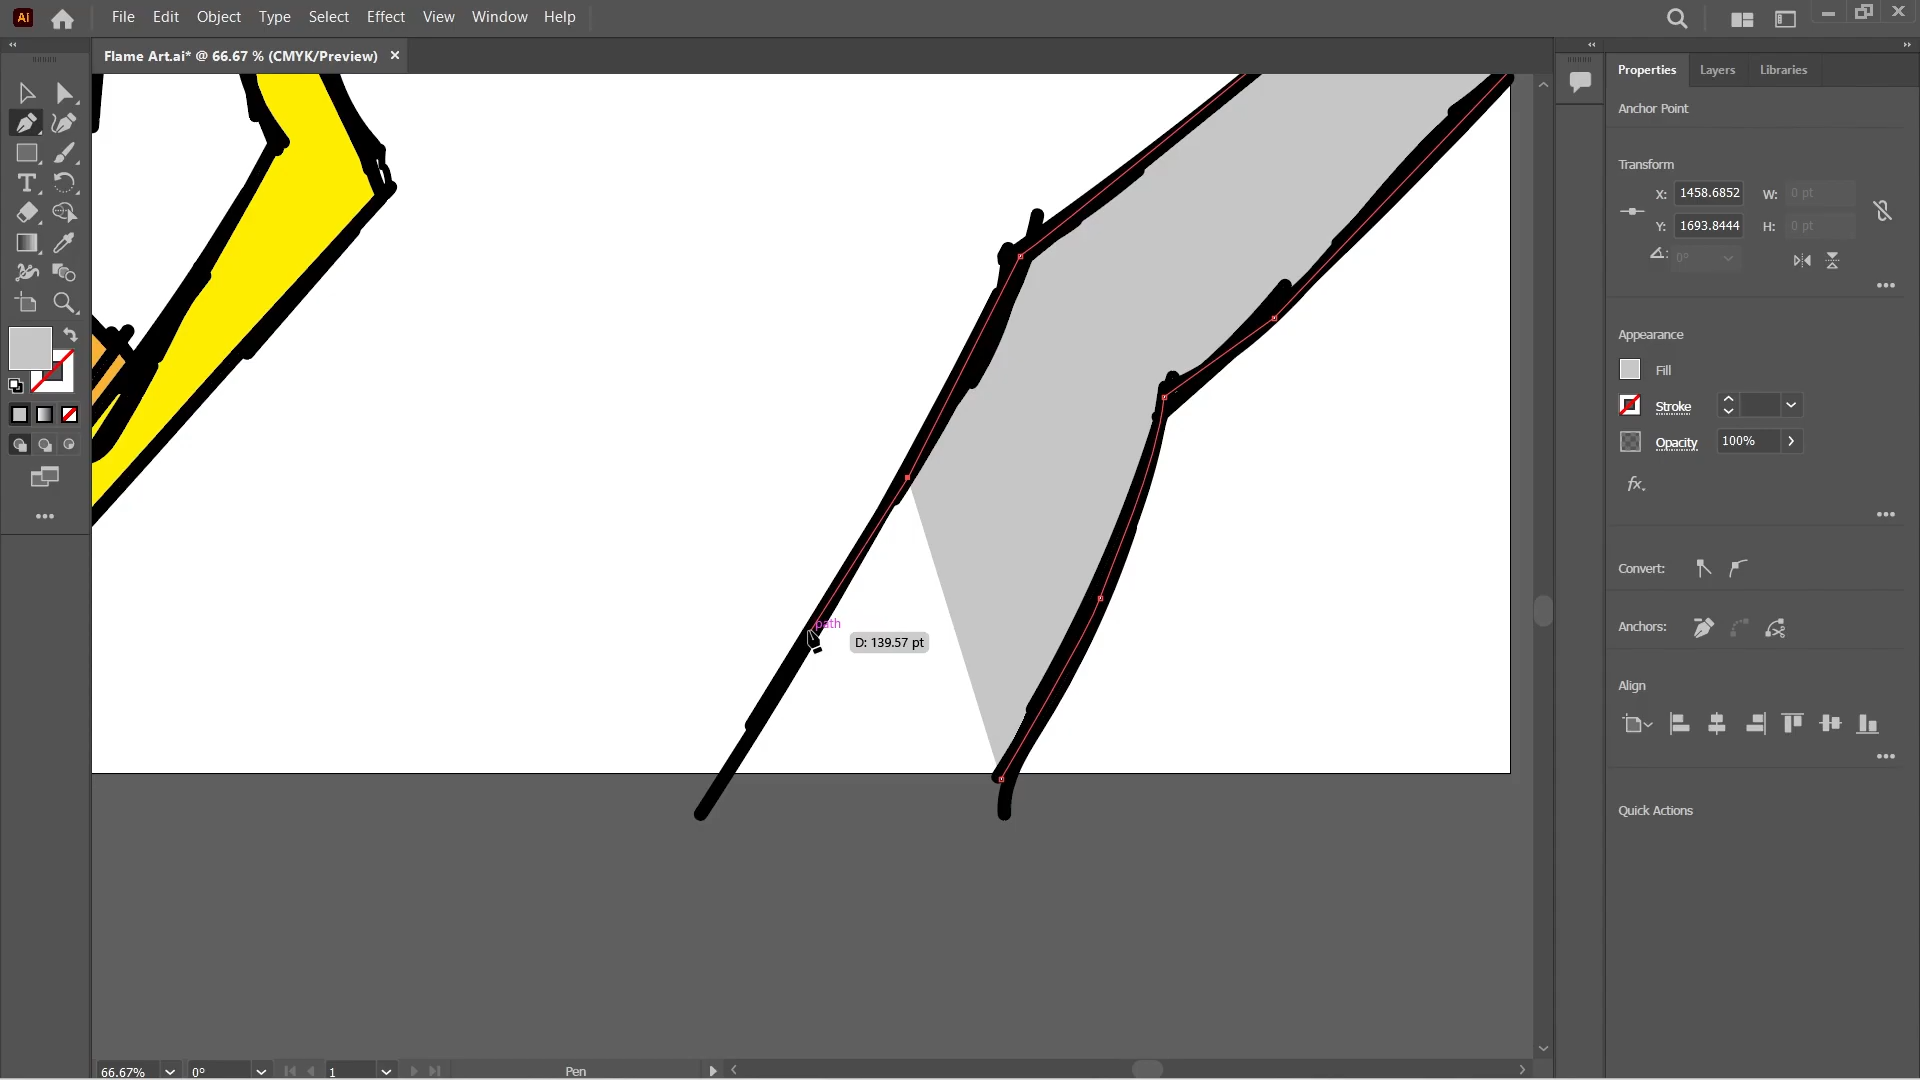 Ai File Edit Object Type Select Effect View Window Help
Flame Art.ai* @ 66.67 % (CMYK/Preview) ×
Properties Layers Libraries
Anchor Point
Transform
X: 1458.6852 W: 0 pt
Y: 1693.8444 H: 0 pt
0°
Appearance
Fill
Stroke
Opacity 100%
fx.
Convert:
path
D: 139.57 pt
Anchors:
Align
Quick Actions
66.67% 0° 1 Pen